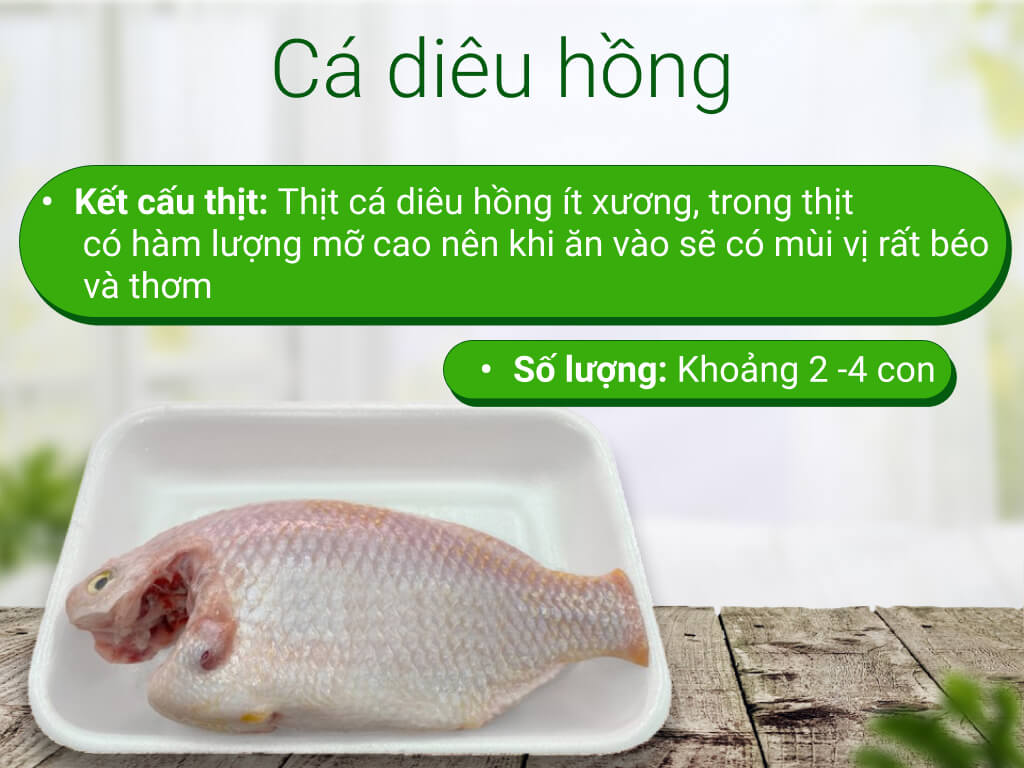 Cá diêu hồng
• Kết cấu thịt: Thịt cá diêu hồng ít xương, trong thịt
có hàm lượng mỡ cao nên khi ăn vào sẽ có mùi vị rất béo
và thơm
• Số lượng: Khoảng 2 -4 con